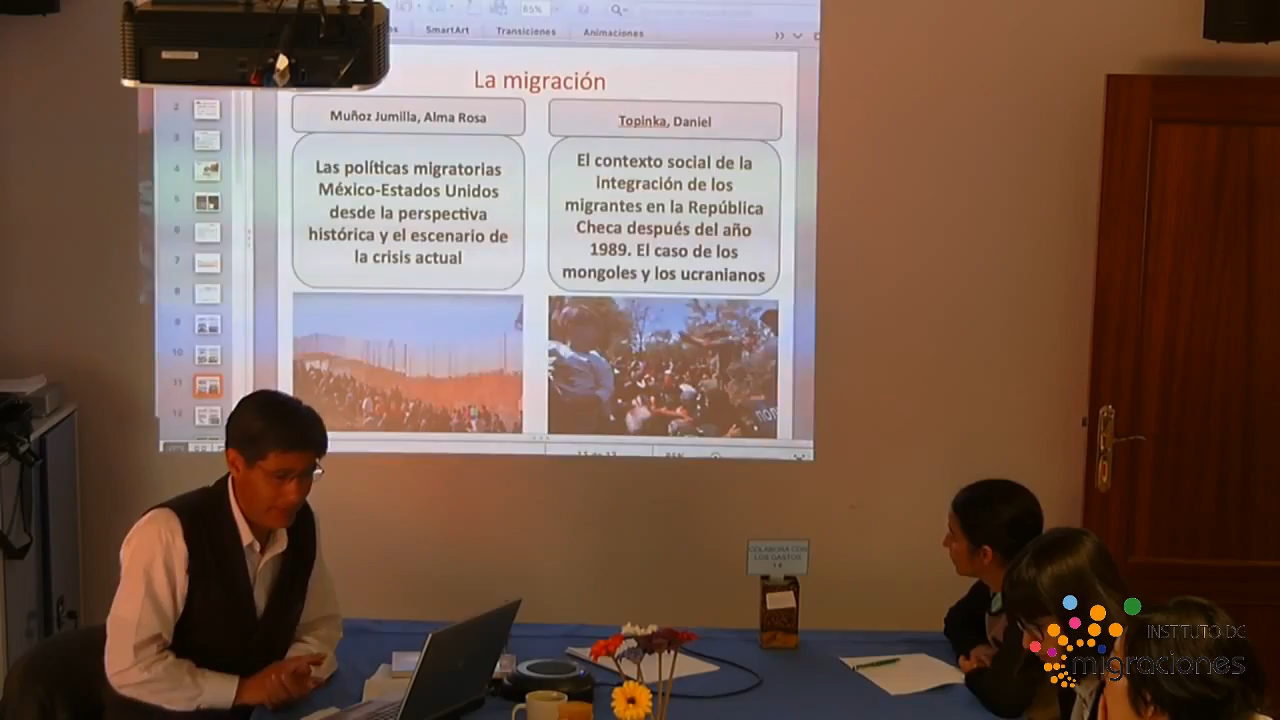 85%
SmartArt
Transiciones
Animaciones
La migración
Muñoz Jumilla, Alma Rosa
Topinka, Daniel
Las políticas migratorias
México-Estados Unidos
desde la perspectiva
histórica y el escenario de
la crisis actual
El contexto social de la
integración de los
migrantes en la República
Checa después del año
1989. El caso de los
mongoles y los ucranianos
2
3
4
5
6
7
8
9
10
11
12
COLABORA CON
LOS GASTOS
1 €
INSTITUTO DE
migraciones